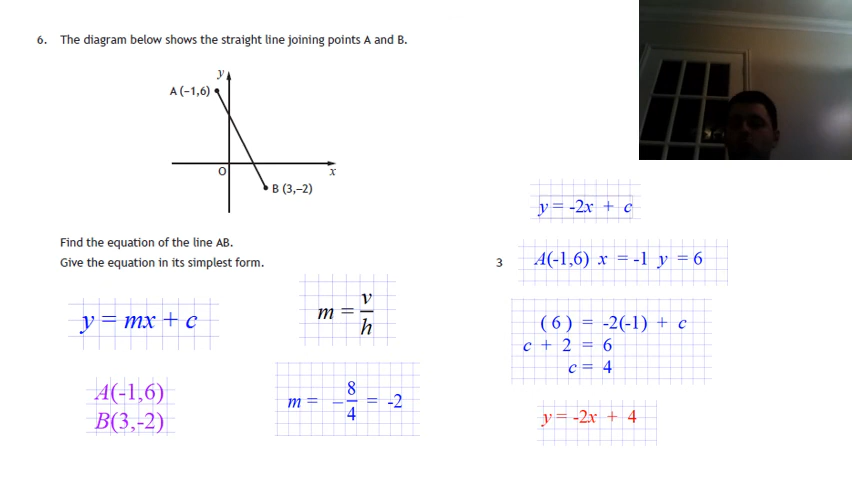 6. The diagram below shows the straight line joining points A and B.
y
A (−1,6)
O
x
B (3,−2)
Find the equation of the line AB.
Give the equation in its simplest form.
3
y = mx + c
A(-1,6)
B(3,-2)
m = v/h
m = −8/4 = -2
y = -2x + c
A(-1,6) x = -1 y = 6
(6) = -2(-1) + c
c + 2 = 6
c = 4
y = -2x + 4